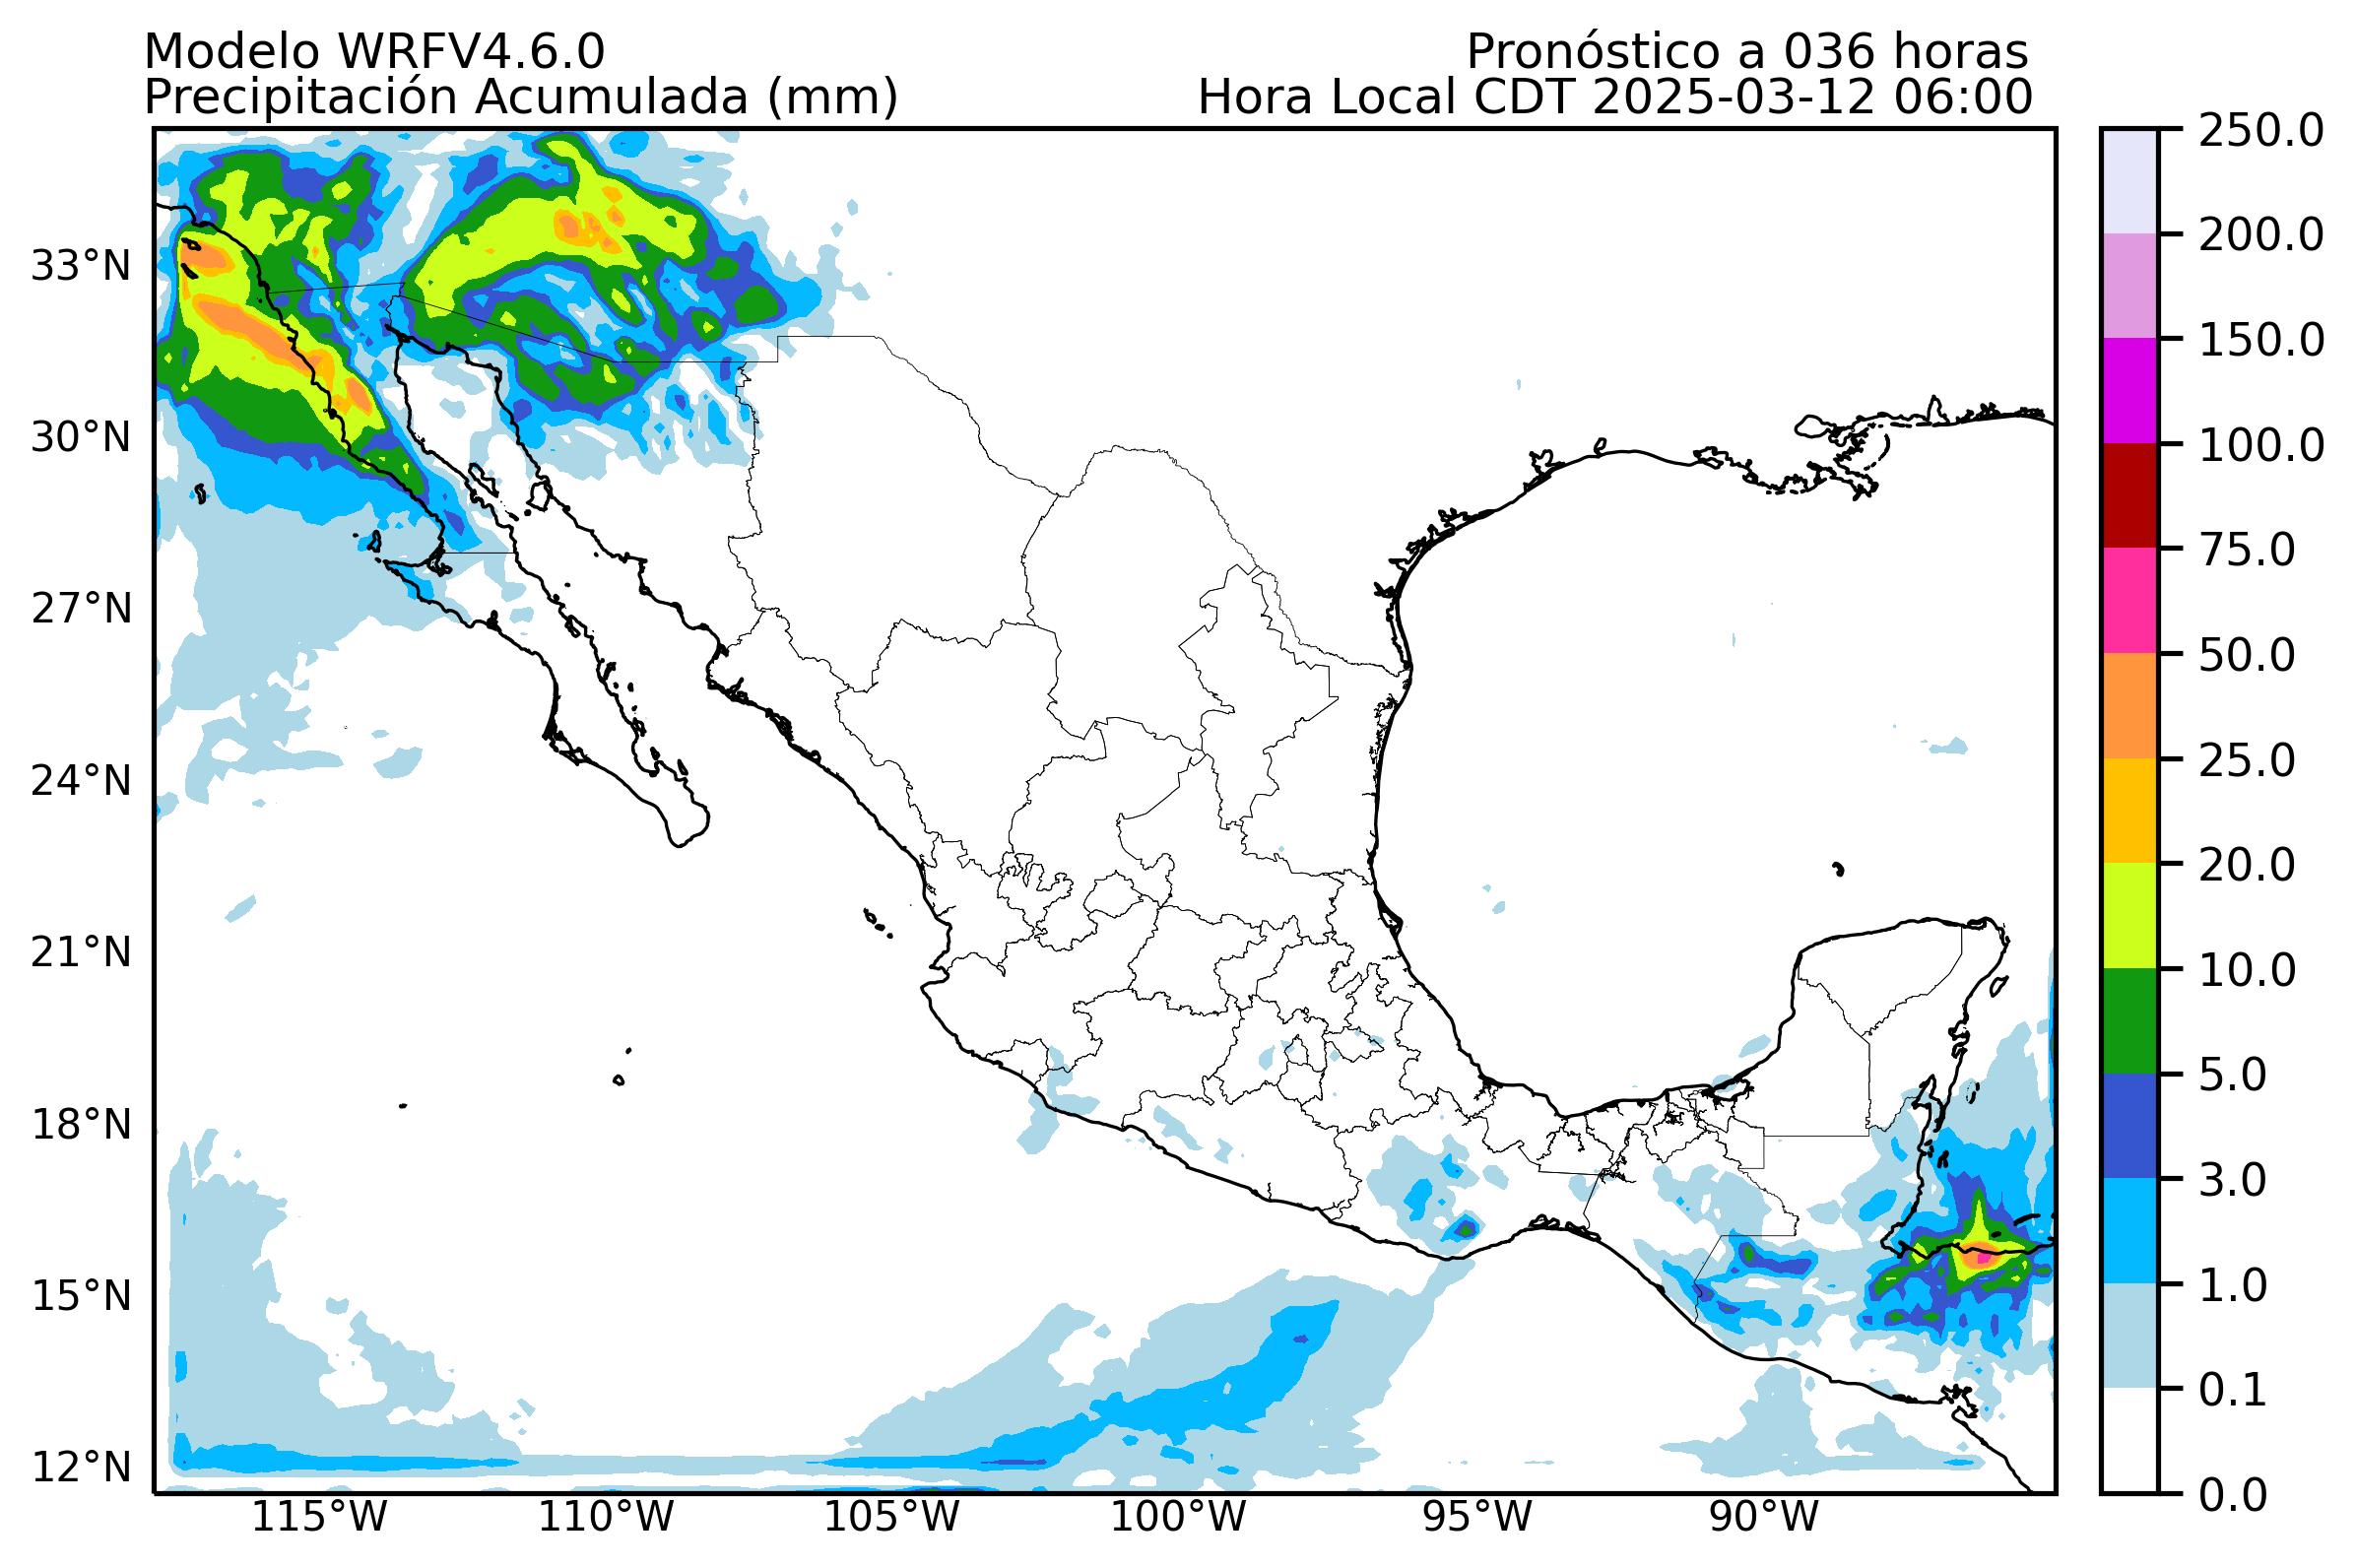 Modelo WRFV4.6.0
Pronóstico a 036 horas
Precipitación Acumulada (mm)
Hora Local CDT 2025-03-12 06:00
33°N
30°N
27°N
24°N
21°N
18°N
15°N
12°N
115°W
110°W
105°W
100°W
95°W
90°W
250.0
200.0
150.0
100.0
75.0
50.0
25.0
20.0
10.0
5.0
3.0
1.0
0.1
0.0